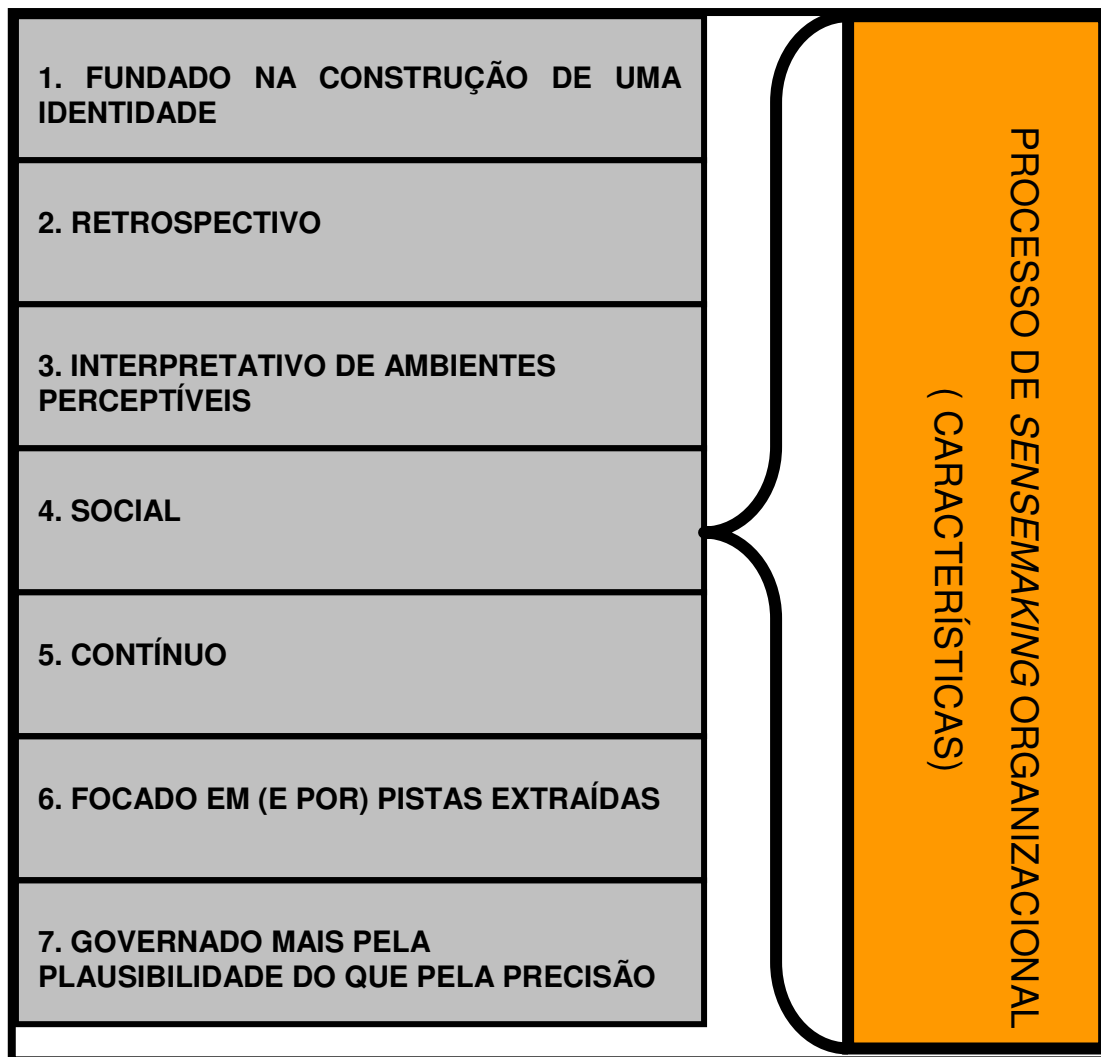 1. FUNDADO NA CONSTRUÇÃO DE UMA
IDENTIDADE
2. RETROSPECTIVO
3. INTERPRETATIVO DE AMBIENTES
PERCEPTÍVEIS
4. SOCIAL
5. CONTÍNUO
6. FOCADO EM (E POR) PISTAS EXTRAÍDAS
7. GOVERNADO MAIS PELA
PLAUSIBILIDADE DO QUE PELA PRECISÃO
PROCESSO DE SENSEMAKING ORGANIZACIONAL
( CARACTERÍSTICAS)